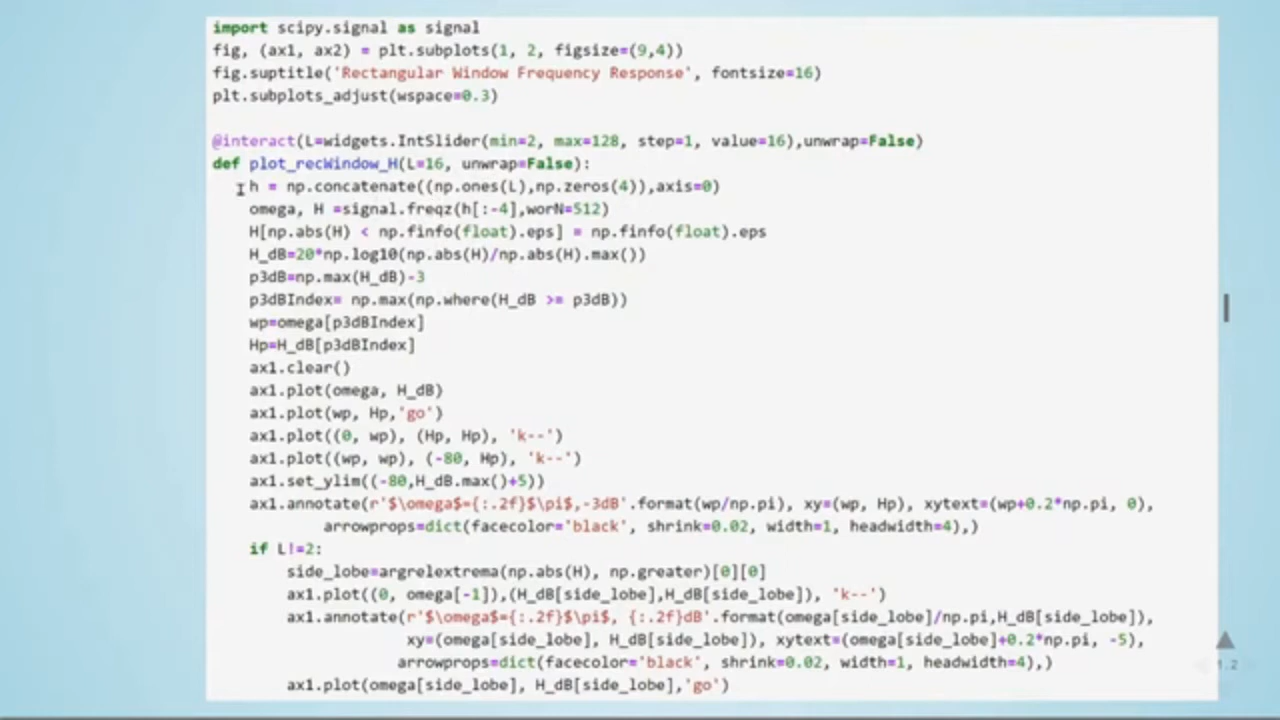 import scipy.signal as signal
fig, (ax1, ax2) = plt.subplots(1, 2, figsize=(9,4))
fig.suptitle('Rectangular Window Frequency Response', fontsize=16)
plt.subplots_adjust(wspace=0.3)
@interact(L=widgets.IntSlider(min=2, max=128, step=1, value=16),unwrap=False)
def plot_recWindow_H(L=16, unwrap=False):
    h = np.concatenate((np.ones(L),np.zeros(4)),axis=0)
    omega, H =signal.freqz(h[:-4],worN=512)
    H[np.abs(H) < np.finfo(float).eps] = np.finfo(float).eps
    H_dB=20*np.log10(np.abs(H)/np.abs(H).max())
    p3dB=np.max(H_dB)-3
    p3dBIndex= np.max(np.where(H_dB >= p3dB))
    wp=omega[p3dBIndex]
    Hp=H_dB[p3dBIndex]
    ax1.clear()
    ax1.plot(omega, H_dB)
    ax1.plot(wp, Hp,'go')
    ax1.plot((0, wp), (Hp, Hp), 'k--')
    ax1.plot((wp, wp), (-80, Hp), 'k--')
    ax1.set_ylim((-80,H_dB.max()+5))
    ax1.annotate(r'$\omega$={:.2f}$\pi$,-3dB'.format(wp/np.pi), xy=(wp, Hp), xytext=(wp+0.2*np.pi, 0),
            arrowprops=dict(facecolor='black', shrink=0.02, width=1, headwidth=4),)
    if L!=2:
        side_lobe=argrelextrema(np.abs(H), np.greater)[0][0]
        ax1.plot((0, omega[-1]),(H_dB[side_lobe],H_dB[side_lobe]), 'k--')
        ax1.annotate(r'$\omega$={:.2f}$\pi$, {:.2f}dB'.format(omega[side_lobe]/np.pi,H_dB[side_lobe]),
                     xy=(omega[side_lobe], H_dB[side_lobe]), xytext=(omega[side_lobe]+0.2*np.pi, -5),
                    arrowprops=dict(facecolor='black', shrink=0.02, width=1, headwidth=4),)
        ax1.plot(omega[side_lobe], H_dB[side_lobe],'go')
1.2